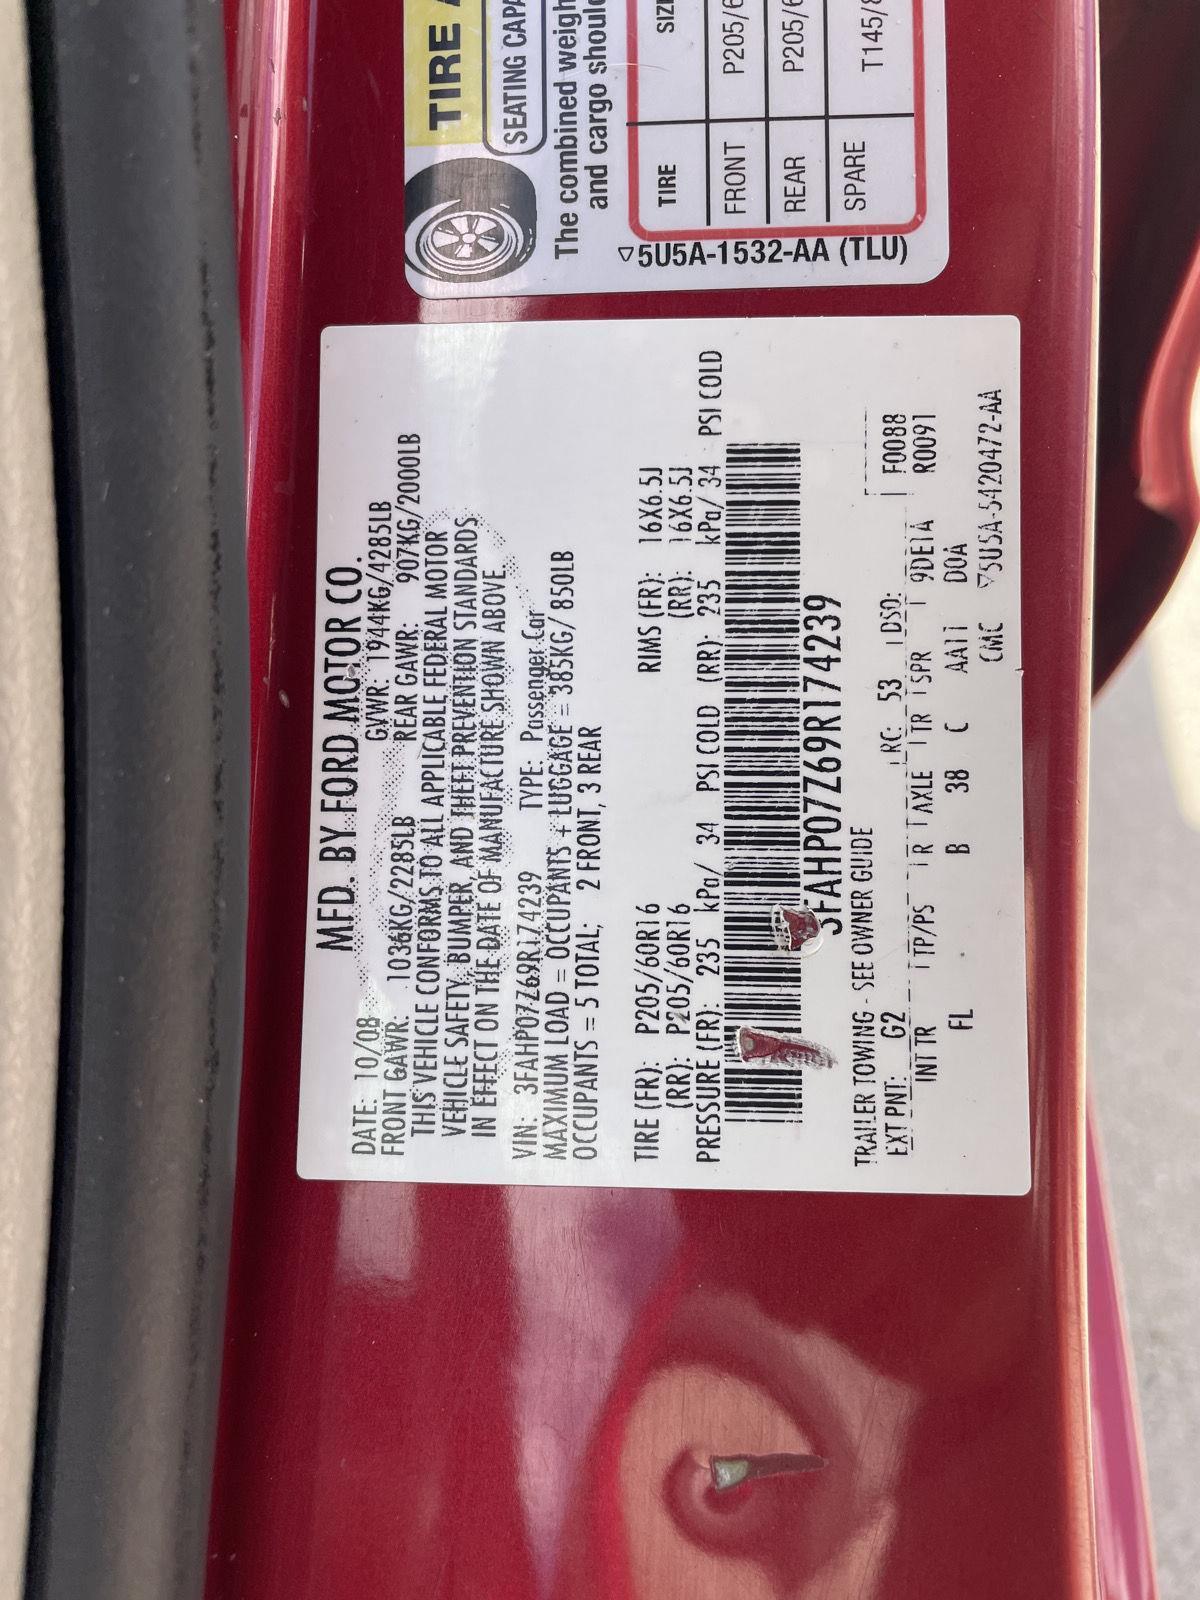 MFD. BY FORD MOTOR CO.
DATE: 10/08 GVWR: 1944KG/4285LB
FRONT GAWR: 1036KG/2285LB REAR GAWR: 907KG/2000LB
THIS VEHICLE CONFORMS TO ALL APPLICABLE FEDERAL MOTOR
VEHICLE SAFETY, BUMPER, AND THEFT PREVENTION STANDARDS
IN EFFECT ON THE DATE OF MANUFACTURE SHOWN ABOVE.
VIN: 3FAHP07Z69R174239 TYPE: Passenger Car
MAXIMUM LOAD = OCCUPANTS + LUGGAGE = 385KG/ 850LB
OCCUPANTS = 5 TOTAL; 2 FRONT, 3 REAR
TIRE (FR): P205/60R16 RIMS (FR): 16X6.5J
(RR): P205/60R16 (RR): 16X6.5J
PRESSURE (FR): 235 kPa/ 34 PSI COLD (RR): 235 kPa/ 34 PSI COLD
3FAHP07Z69R174239
TRAILER TOWING - SEE OWNER GUIDE
EXT PNT: G2 RC: 53 DSO: F0088
INT TR TP/PS R AXLE TR SPR 9DE1A R0091
FL B 38 C AA11 D0A
CMC ▽5U5A-5420472-AA
TIRE
SEATING CAPA
The combined weigh
and cargo should
TIRE SIZE
FRONT P205/6
REAR P205/6
SPARE T145/8
▽5U5A-1532-AA (TLU)